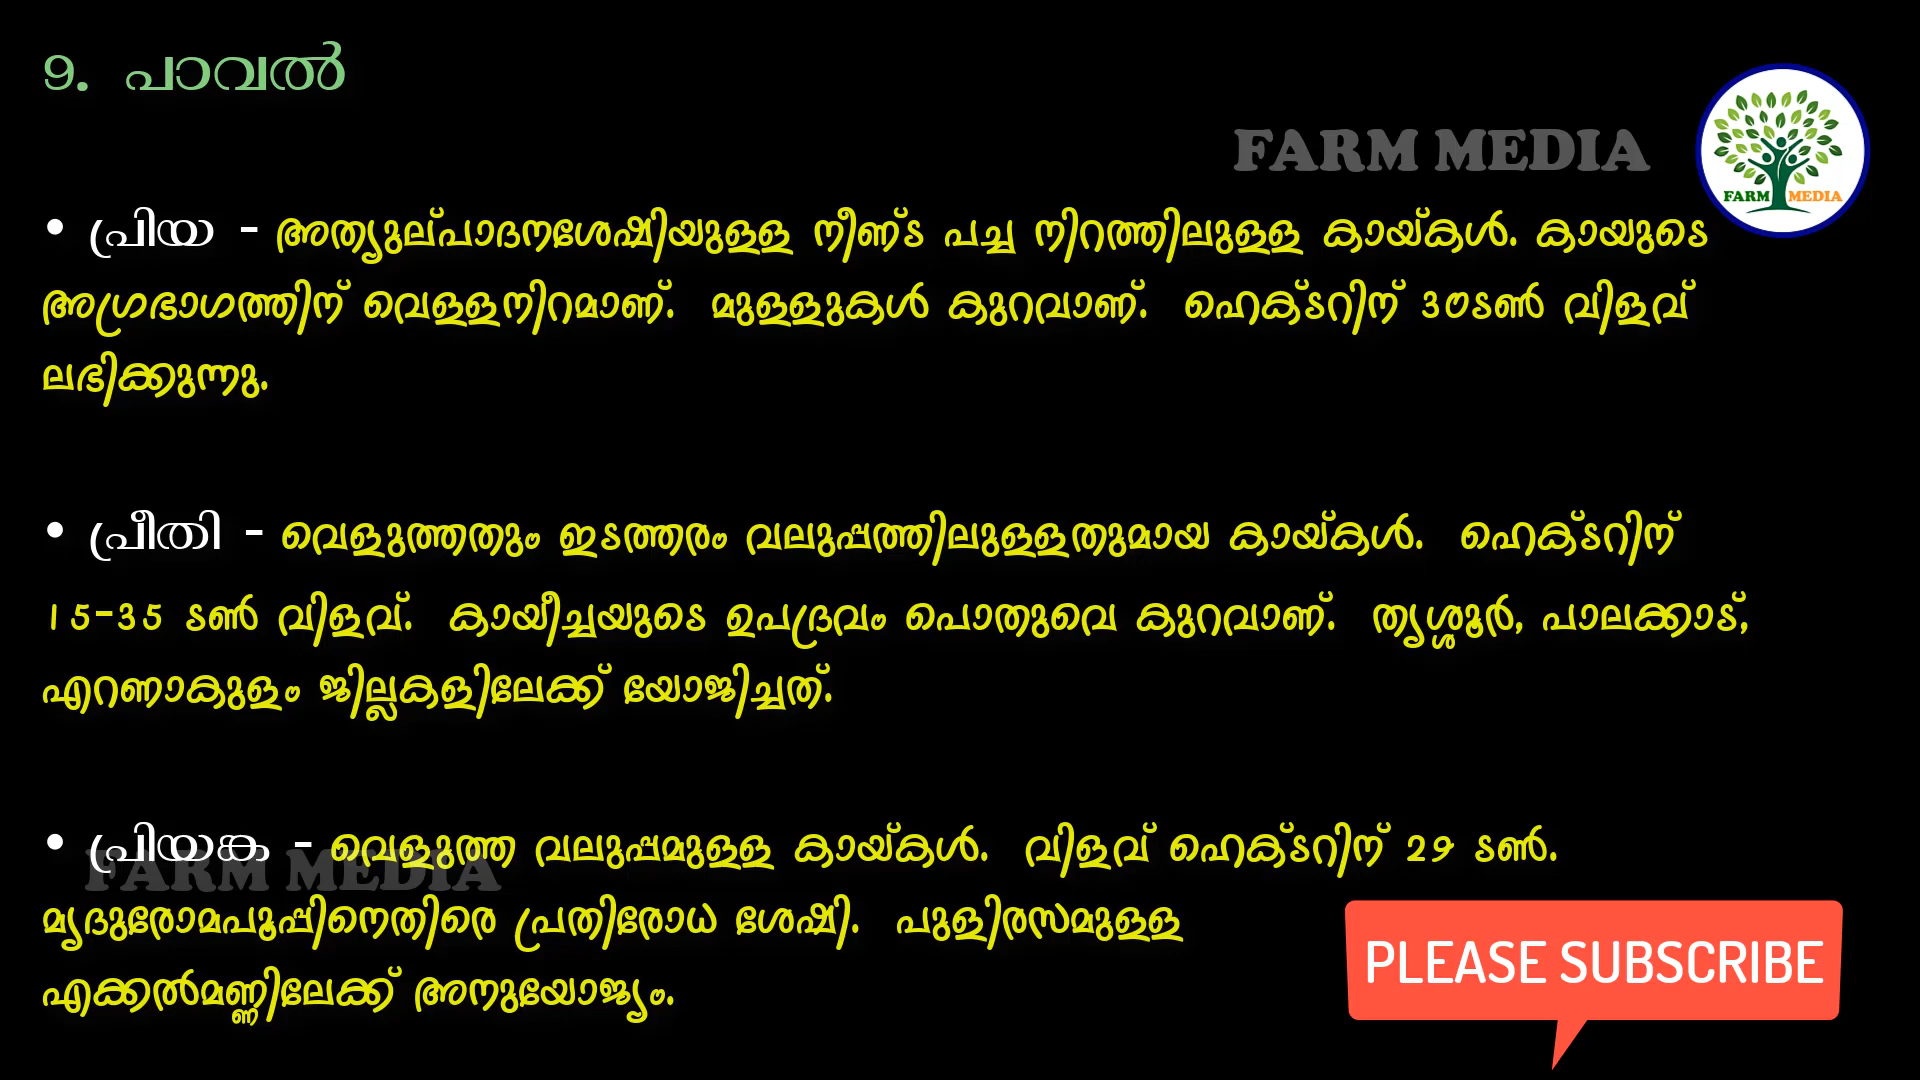 9. പാവൽ
FARM MEDIA
FARM MEDIA
• പ്രിയ - അത്യുല്പാദനശേഷിയുള്ള നീണ്ട പച്ച നിറത്തിലുള്ള കായ്കൾ. കായുടെ
അഗ്രഭാഗത്തിന് വെള്ളനിറമാണ്. മുള്ളുകൾ കുറവാണ്. ഹെക്ടറിന് 30ടൺ വിളവ്
ലഭിക്കുന്നു.
• പ്രീതി - വെളുത്തതും ഇടത്തരം വലുപ്പത്തിലുള്ളതുമായ കായ്കൾ. ഹെക്ടറിന്
15-35 ടൺ വിളവ്. കായീച്ചയുടെ ഉപദ്രവം പൊതുവെ കുറവാണ്. തൃശ്ശൂർ, പാലക്കാട്,
എറണാകുളം ജില്ലകളിലേക്ക് യോജിച്ചത്.
• പ്രിയങ്ക - വെളുത്ത വലുപ്പമുള്ള കായ്കൾ. വിളവ് ഹെക്ടറിന് 29 ടൺ.
FARM MEDIA
മൃദുരോമപൂപ്പിനെതിരെ പ്രതിരോധ ശേഷി. പുളിരസമുള്ള
എക്കൽമണ്ണിലേക്ക് അനുയോജ്യം.
PLEASE SUBSCRIBE